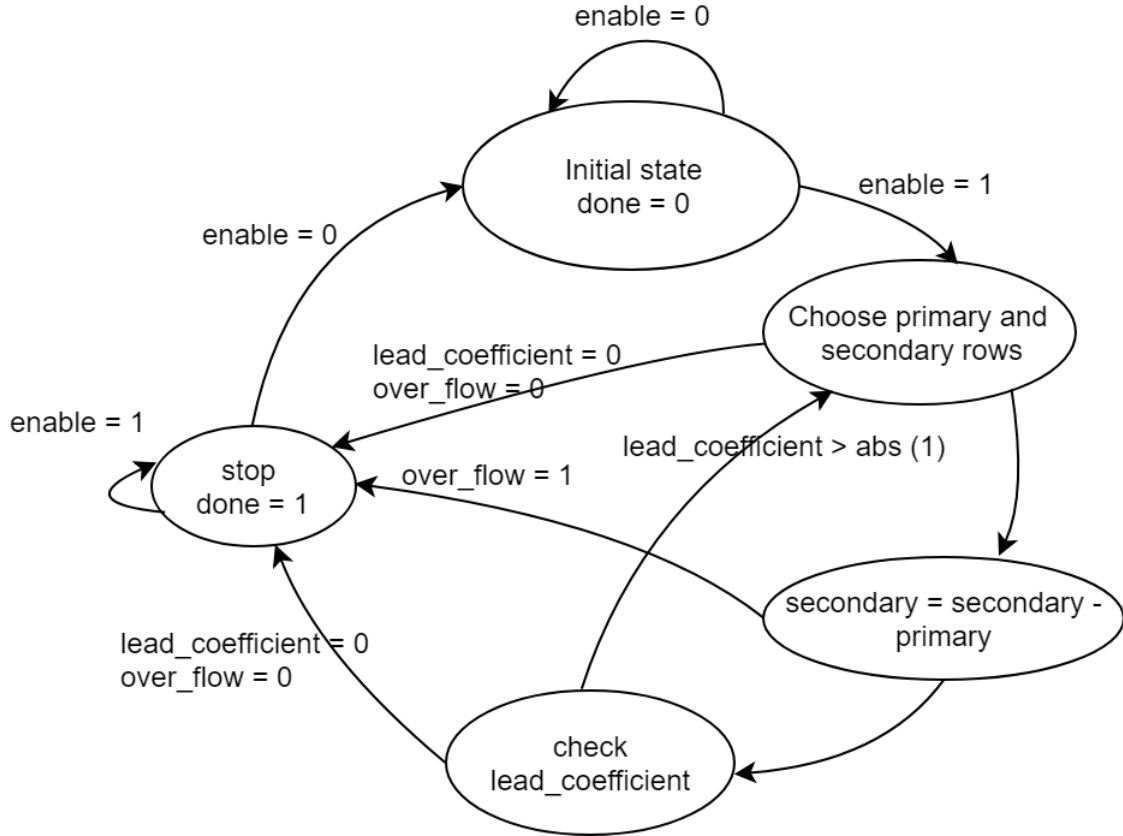 enable = 0
Initial state
done = 0
enable = 1
enable = 0
Choose primary and
secondary rows
lead_coefficient = 0
over_flow = 0
enable = 1
lead_coefficient > abs (1)
stop
done = 1
over_flow = 1
secondary = secondary -
primary
lead_coefficient = 0
over_flow = 0
check
lead_coefficient